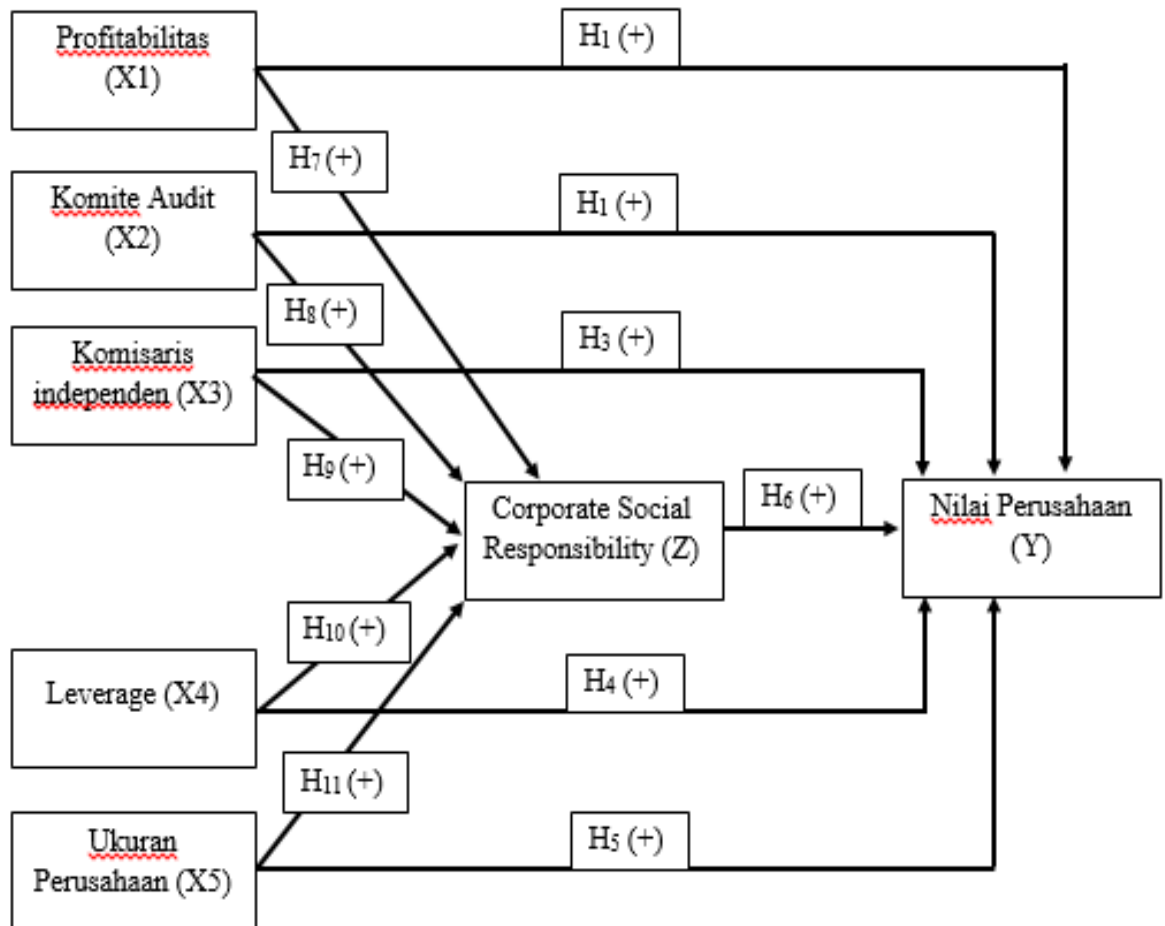 Profitabilitas
(X1)
H₁ (+)
H₇ (+)
Komite Audit
(X2)
H₁ (+)
H₈ (+)
Komisaris
independen (X3)
H₃ (+)
H₉ (+)
Corporate Social
Responsibility (Z)
H₆ (+)
Nilai Perusahaan
(Y)
H₁₀ (+)
Leverage (X4)
H₄ (+)
H₁₁ (+)
Ukuran
Perusahaan (X5)
H₅ (+)